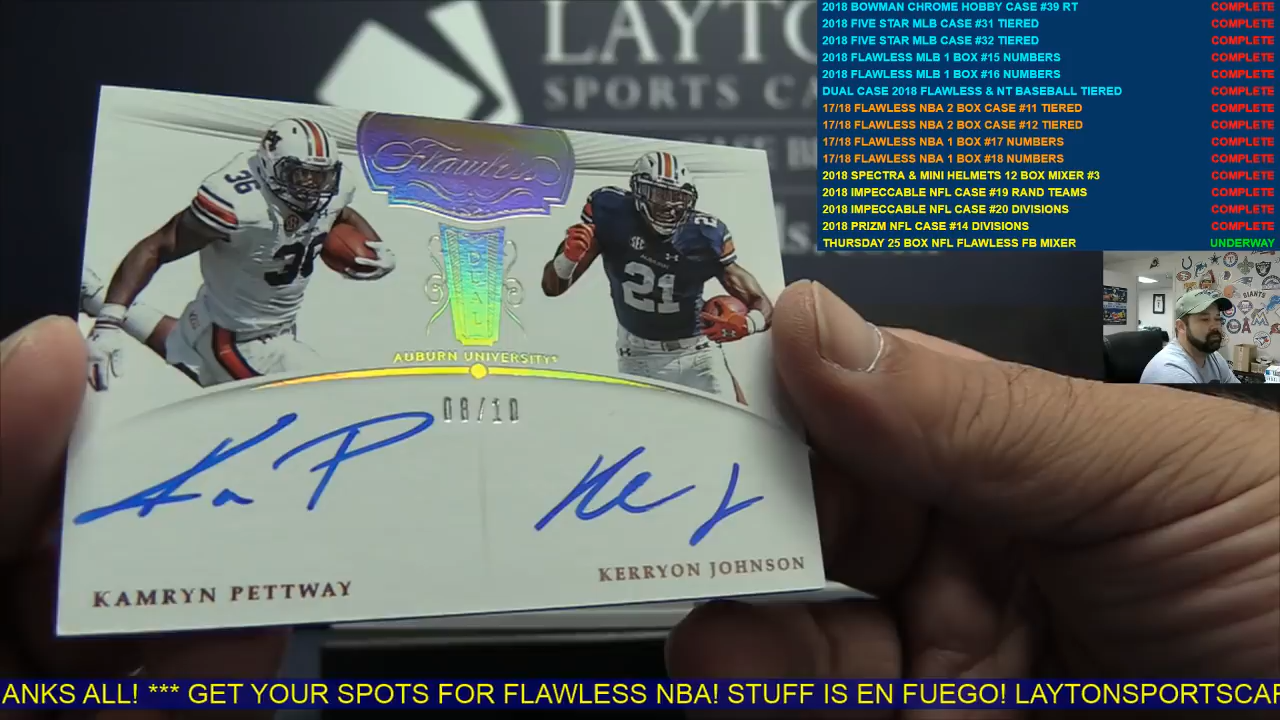 LAYTO
SPORTS CA
2018 BOWMAN CHROME HOBBY CASE #39 RT COMPLETE
2018 FIVE STAR MLB CASE #31 TIERED COMPLETE
2018 FIVE STAR MLB CASE #32 TIERED COMPLETE
2018 FLAWLESS MLB 1 BOX #15 NUMBERS COMPLETE
2018 FLAWLESS MLB 1 BOX #16 NUMBERS COMPLETE
DUAL CASE 2018 FLAWLESS & NT BASEBALL TIERED COMPLETE
17/18 FLAWLESS NBA 2 BOX CASE #11 TIERED COMPLETE
17/18 FLAWLESS NBA 2 BOX CASE #12 TIERED COMPLETE
17/18 FLAWLESS NBA 1 BOX #17 NUMBERS COMPLETE
17/18 FLAWLESS NBA 1 BOX #18 NUMBERS COMPLETE
2018 SPECTRA & MINI HELMETS 12 BOX MIXER #3 COMPLETE
2018 IMPECCABLE NFL CASE #19 RAND TEAMS COMPLETE
2018 IMPECCABLE NFL CASE #20 DIVISIONS COMPLETE
2018 PRIZM NFL CASE #14 DIVISIONS COMPLETE
THURSDAY 25 BOX NFL FLAWLESS FB MIXER UNDERWAY
Flawless
36
36
21
21
DUAL
AUBURN UNIVERSITY
08/10
KAMRYN PETTWAY
KERRYON JOHNSON
ANKS ALL! *** GET YOUR SPOTS FOR FLAWLESS NBA! STUFF IS EN FUEGO! LAYTONSPORTSCAR